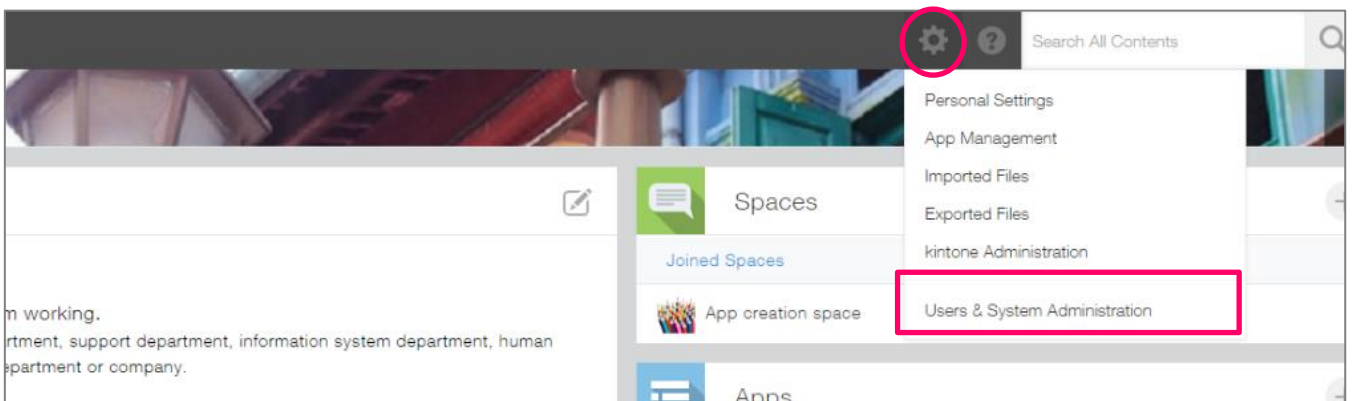 Search All Contents
Personal Settings
App Management
Imported Files
Exported Files
kintone Administration
Users & System Administration
Spaces
Joined Spaces
App creation space
Apps
m working.
rtment, support department, information system department, human
epartment or company.